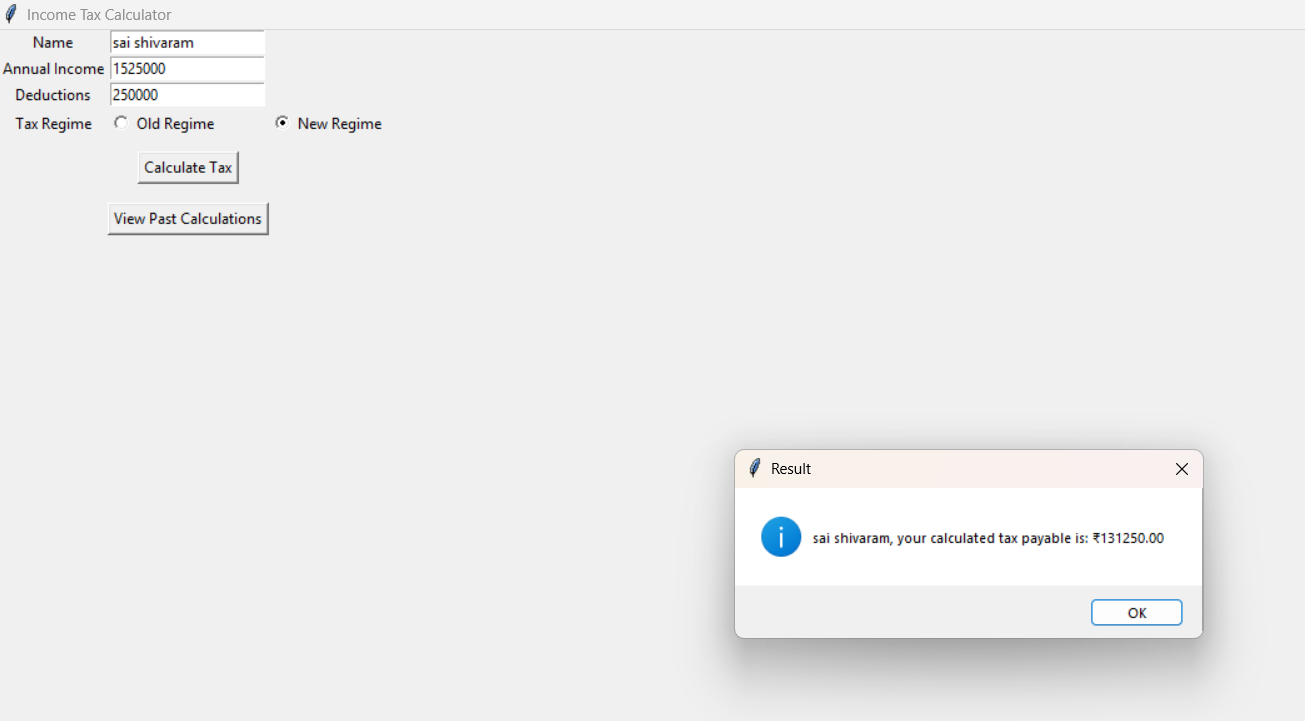 Income Tax Calculator
Name sai shivaram
Annual Income 1525000
Deductions 250000
Tax Regime Old Regime New Regime
Calculate Tax
View Past Calculations
Result
sai shivaram, your calculated tax payable is: ₹131250.00
OK